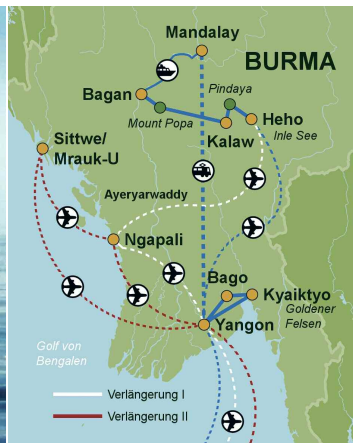 Mandalay
BURMA
Pindaya
Bagan
Heho
Mount Popa
Inle See
Kalaw
Sittwe/
Mrauk-U
Ayeryarwaddy
Ngapali
Bago
Kyaiktyo
Goldener
Felsen
Yangon
Golf von
Bengalen
Verlängerung I
Verlängerung II